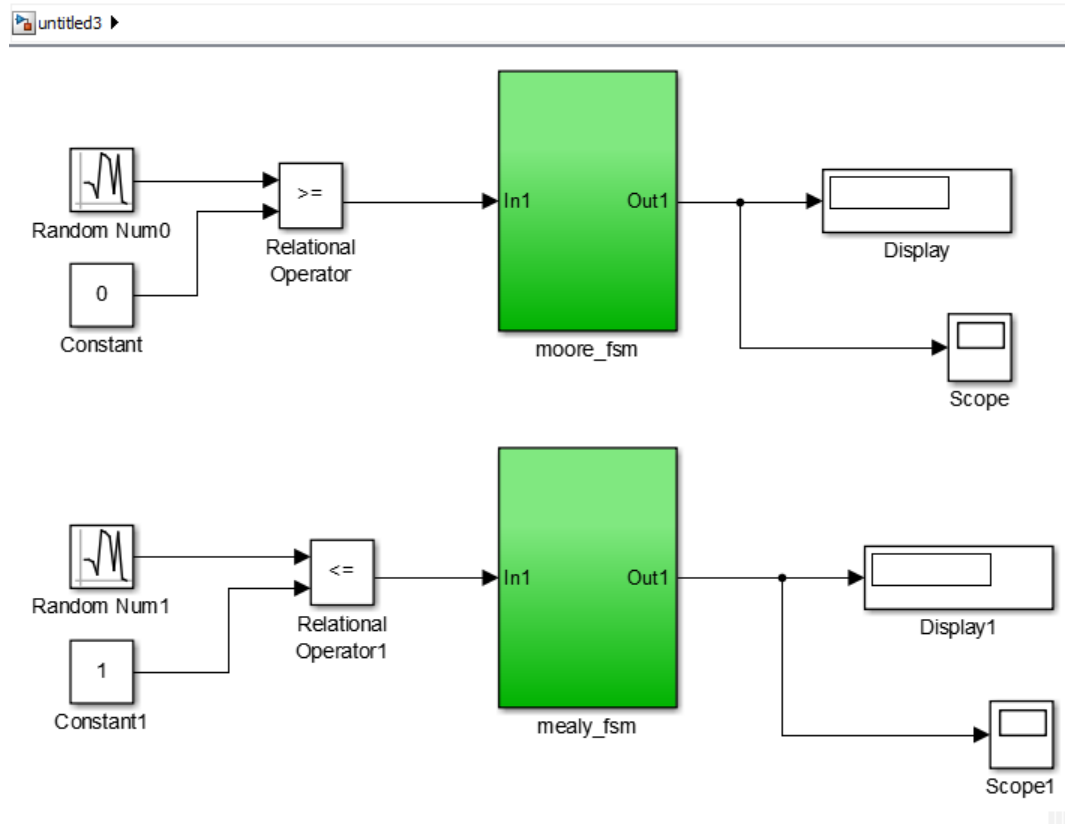 untitled3
Random Num0
0
Constant
>=
Relational
Operator
In1
Out1
moore_fsm
Display
Scope
Random Num1
1
Constant1
<=
Relational
Operator1
In1
Out1
mealy_fsm
Display1
Scope1